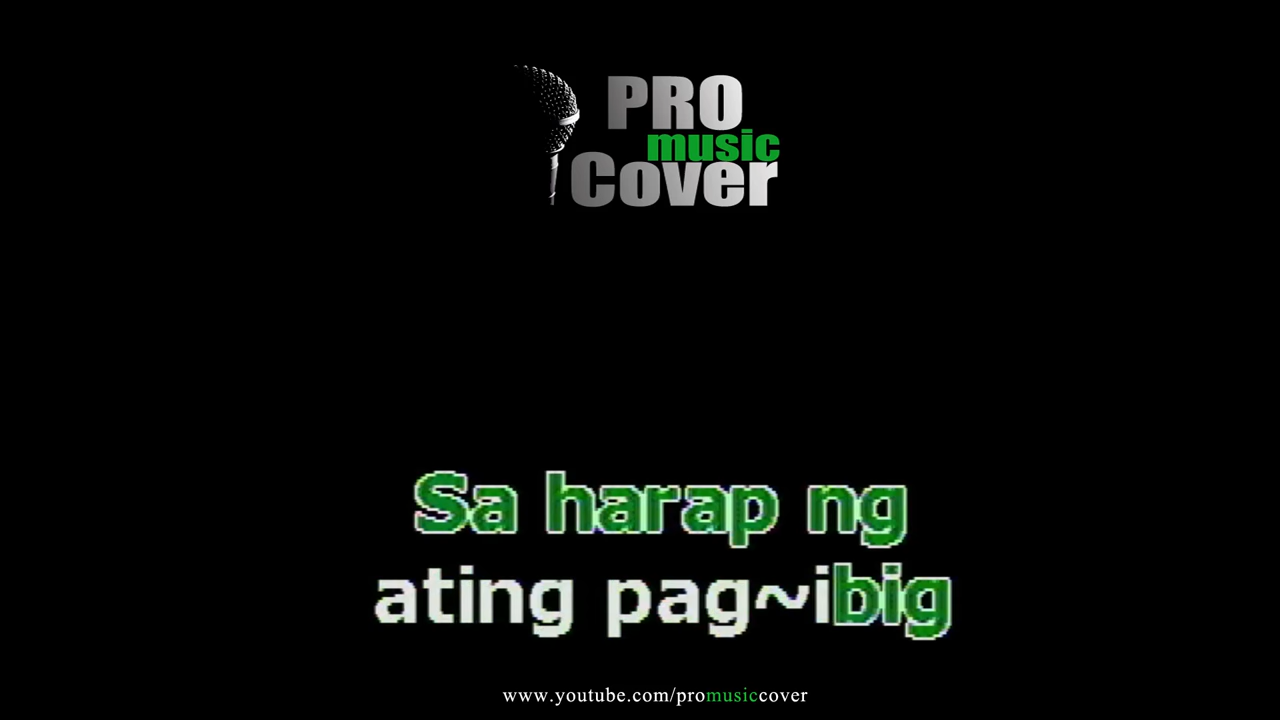 PRO
music
Cover
Sa harap ng
ating pag~ibig
www.youtube.com/promusiccover